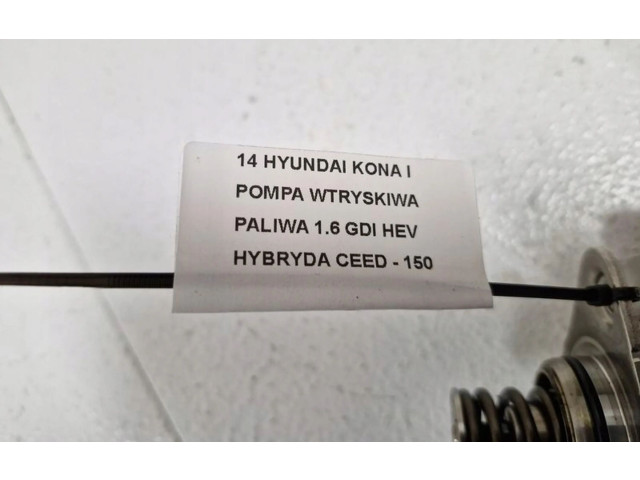 14 HYUNDAI KONA I
POMPA WTRYSKIWA
PALIWA 1.6 GDI HEV
HYBRYDA CEED - 150